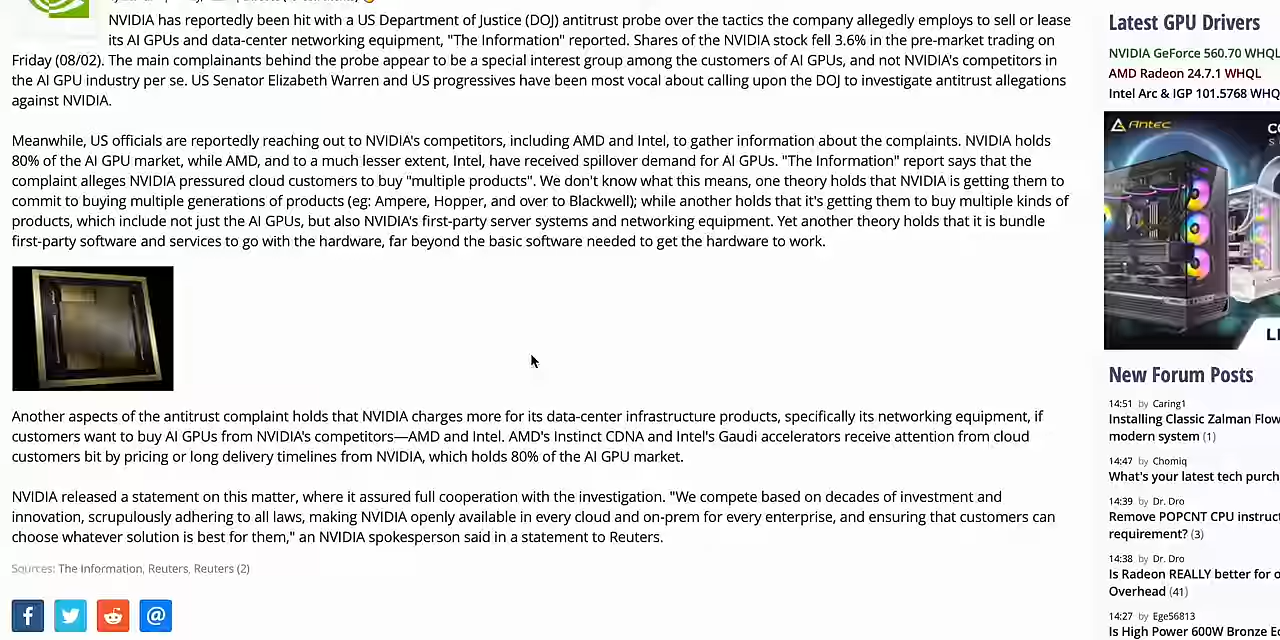 NVIDIA has reportedly been hit with a US Department of Justice (DOJ) antitrust probe over the tactics the company allegedly employs to sell or lease
its AI GPUs and data-center networking equipment, "The Information" reported. Shares of the NVIDIA stock fell 3.6% in the pre-market trading on
Friday (08/02). The main complainants behind the probe appear to be a special interest group among the customers of AI GPUs, and not NVIDIA's competitors in
the AI GPU industry per se. US Senator Elizabeth Warren and US progressives have been most vocal about calling upon the DOJ to investigate antitrust allegations
against NVIDIA.
Meanwhile, US officials are reportedly reaching out to NVIDIA's competitors, including AMD and Intel, to gather information about the complaints. NVIDIA holds
80% of the AI GPU market, while AMD, and to a much lesser extent, Intel, have received spillover demand for AI GPUs. "The Information" report says that the
complaint alleges NVIDIA pressured cloud customers to buy "multiple products". We don't know what this means, one theory holds that NVIDIA is getting them to
commit to buying multiple generations of products (eg: Ampere, Hopper, and over to Blackwell); while another holds that it's getting them to buy multiple kinds of
products, which include not just the AI GPUs, but also NVIDIA's first-party server systems and networking equipment. Yet another theory holds that it is bundle
first-party software and services to go with the hardware, far beyond the basic software needed to get the hardware to work.
Another aspects of the antitrust complaint holds that NVIDIA charges more for its data-center infrastructure products, specifically its networking equipment, if
customers want to buy AI GPUs from NVIDIA's competitors—AMD and Intel. AMD's Instinct CDNA and Intel's Gaudi accelerators receive attention from cloud
customers bit by pricing or long delivery timelines from NVIDIA, which holds 80% of the AI GPU market.
NVIDIA released a statement on this matter, where it assured full cooperation with the investigation. "We compete based on decades of investment and
innovation, scrupulously adhering to all laws, making NVIDIA openly available in every cloud and on-prem for every enterprise, and ensuring that customers can
choose whatever solution is best for them," an NVIDIA spokesperson said in a statement to Reuters.
Sources: The Information, Reuters, Reuters (2)
Latest GPU Drivers
NVIDIA GeForce 560.70 WHQL
AMD Radeon 24.7.1 WHQL
Intel Arc & IGP 101.5768 WHQ
Antec
New Forum Posts
14:51 by Caring1
Installing Classic Zalman Flow
modern system (1)
14:47 by Chomiq
What's your latest tech purch
14:39 by Dr. Dro
Remove POPCNT CPU instruct
requirement? (3)
14:38 by Dr. Dro
Is Radeon REALLY better for o
Overhead (41)
14:27 by Ege56813
Is High Power 600W Bronze E